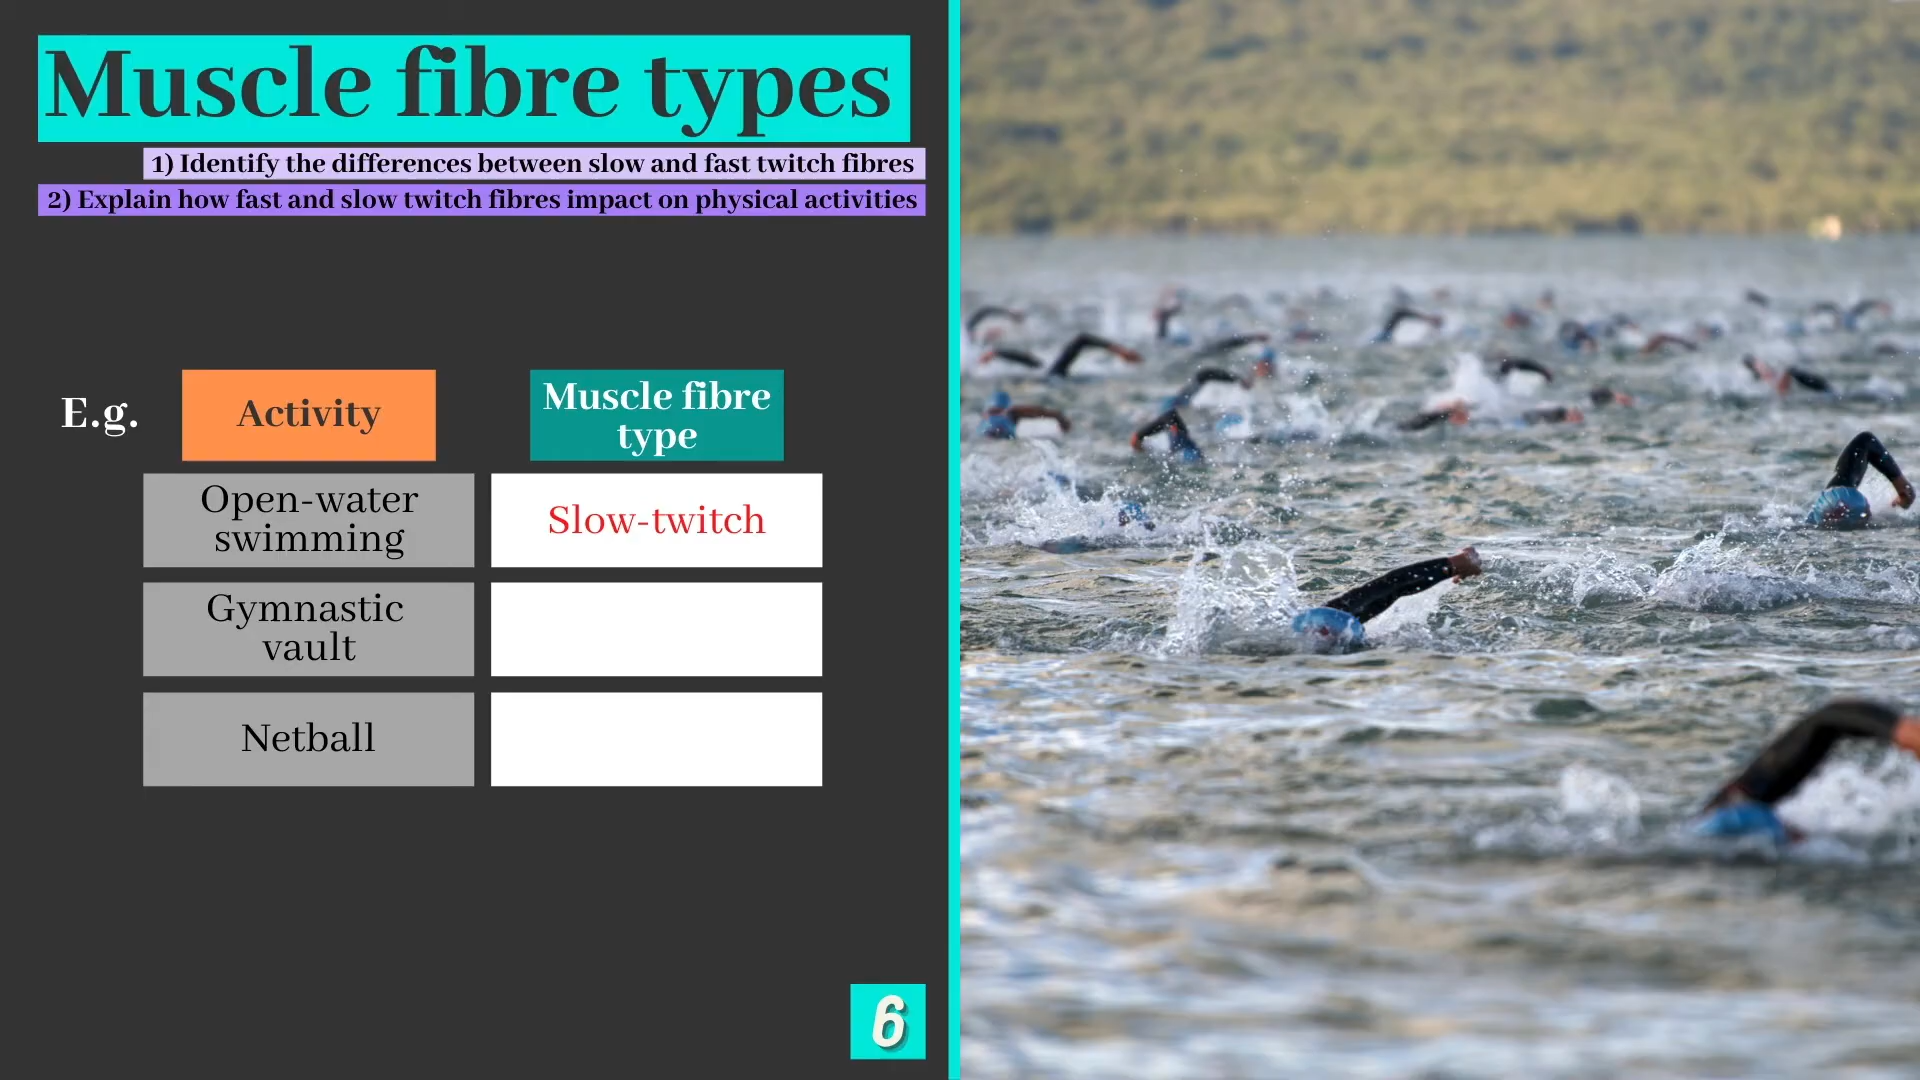 Muscle fibre types
1) Identify the differences between slow and fast twitch fibres
2) Explain how fast and slow twitch fibres impact on physical activities
E.g.
Activity
Muscle fibre
type
Open-water
swimming
Slow-twitch
Gymnastic
vault
Netball
6